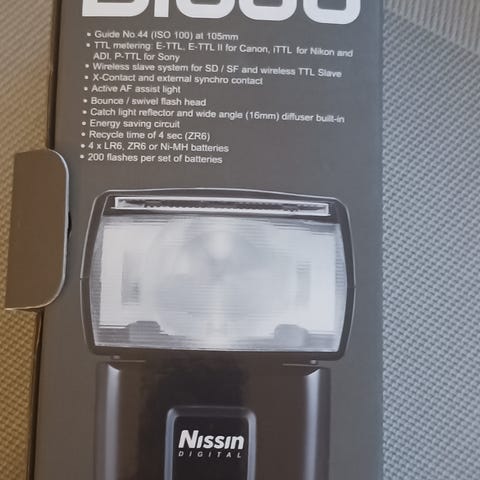 • Guide No.44 (ISO 100) at 105mm
• TTL metering: E-TTL, E-TTL II for Canon, iTTL for Nikon and
ADI, P-TTL for Sony
• Wireless slave system for SD / SF and wireless TTL Slave
• X-Contact and external synchro contact
• Active AF assist light
• Bounce / swivel flash head
• Catch light reflector and wide angle (16mm) diffuser built-in
• Energy saving circuit
• Recycle time of 4 sec (ZR6)
• 4 x LR6, ZR6 or Ni-MH batteries
• 200 flashes per set of batteries
Nissin
DIGITAL